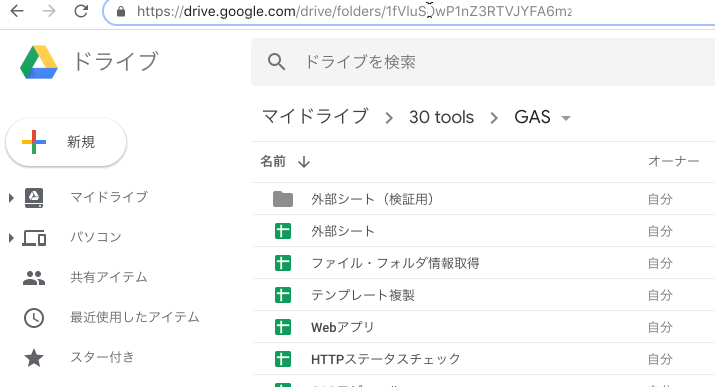 https://drive.google.com/drive/folders/
ドライブ
ドライブを検索
マイドライブ > 30 tools > GAS
新規
名前
オーナー
マイドライブ
パソコン
共有アイテム
最近使用したアイテム
スター付き
外部シート（検証用）
自分
外部シート
自分
ファイル・フォルダ情報取得
自分
テンプレート複製
自分
Webアプリ
自分
HTTPステータスチェック
自分